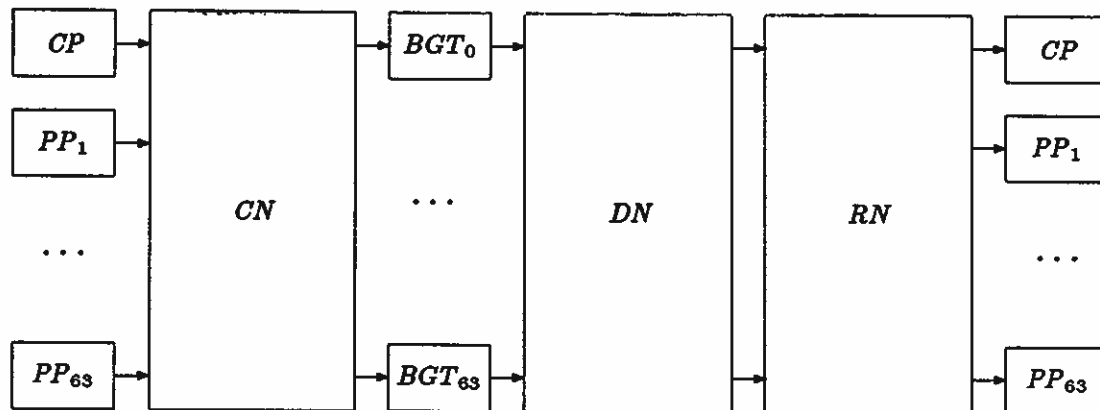 CP BGT₀ CP
PP₁ PP₁
· · ·
CN DN RN
· · · · · ·
PP₆₃ BGT₆₃ PP₆₃